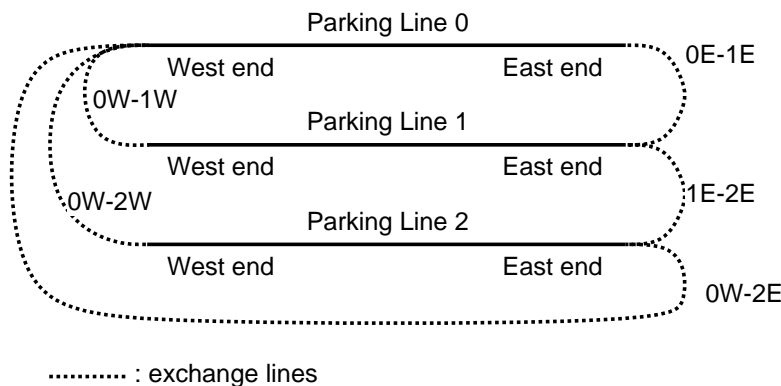 Parking Line 0
West end East end
0E-1E
0W-1W
Parking Line 1
West end East end
1E-2E
0W-2W
Parking Line 2
West end East end
0W-2E
: exchange lines